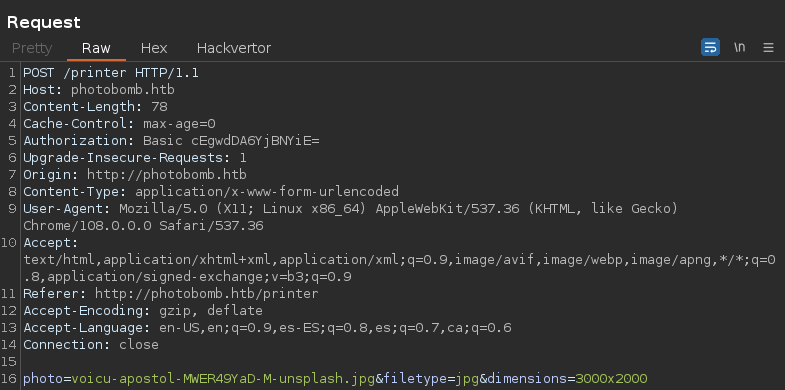 Request
Pretty Raw Hex Hackvertor \n
1 POST /printer HTTP/1.1
2 Host: photobomb.htb
3 Content-Length: 78
4 Cache-Control: max-age=0
5 Authorization: Basic cEgwdDA6YjBNYiE=
6 Upgrade-Insecure-Requests: 1
7 Origin: http://photobomb.htb
8 Content-Type: application/x-www-form-urlencoded
9 User-Agent: Mozilla/5.0 (X11; Linux x86_64) AppleWebKit/537.36 (KHTML, like Gecko)
Chrome/108.0.0.0 Safari/537.36
10 Accept:
text/html,application/xhtml+xml,application/xml;q=0.9,image/avif,image/webp,image/apng,*/*;q=0
.8,application/signed-exchange;v=b3;q=0.9
11 Referer: http://photobomb.htb/printer
12 Accept-Encoding: gzip, deflate
13 Accept-Language: en-US,en;q=0.9,es-ES;q=0.8,es;q=0.7,ca;q=0.6
14 Connection: close
15
16 photo=voicu-apostol-MWER49YaD-M-unsplash.jpg&filetype=jpg&dimensions=3000x2000